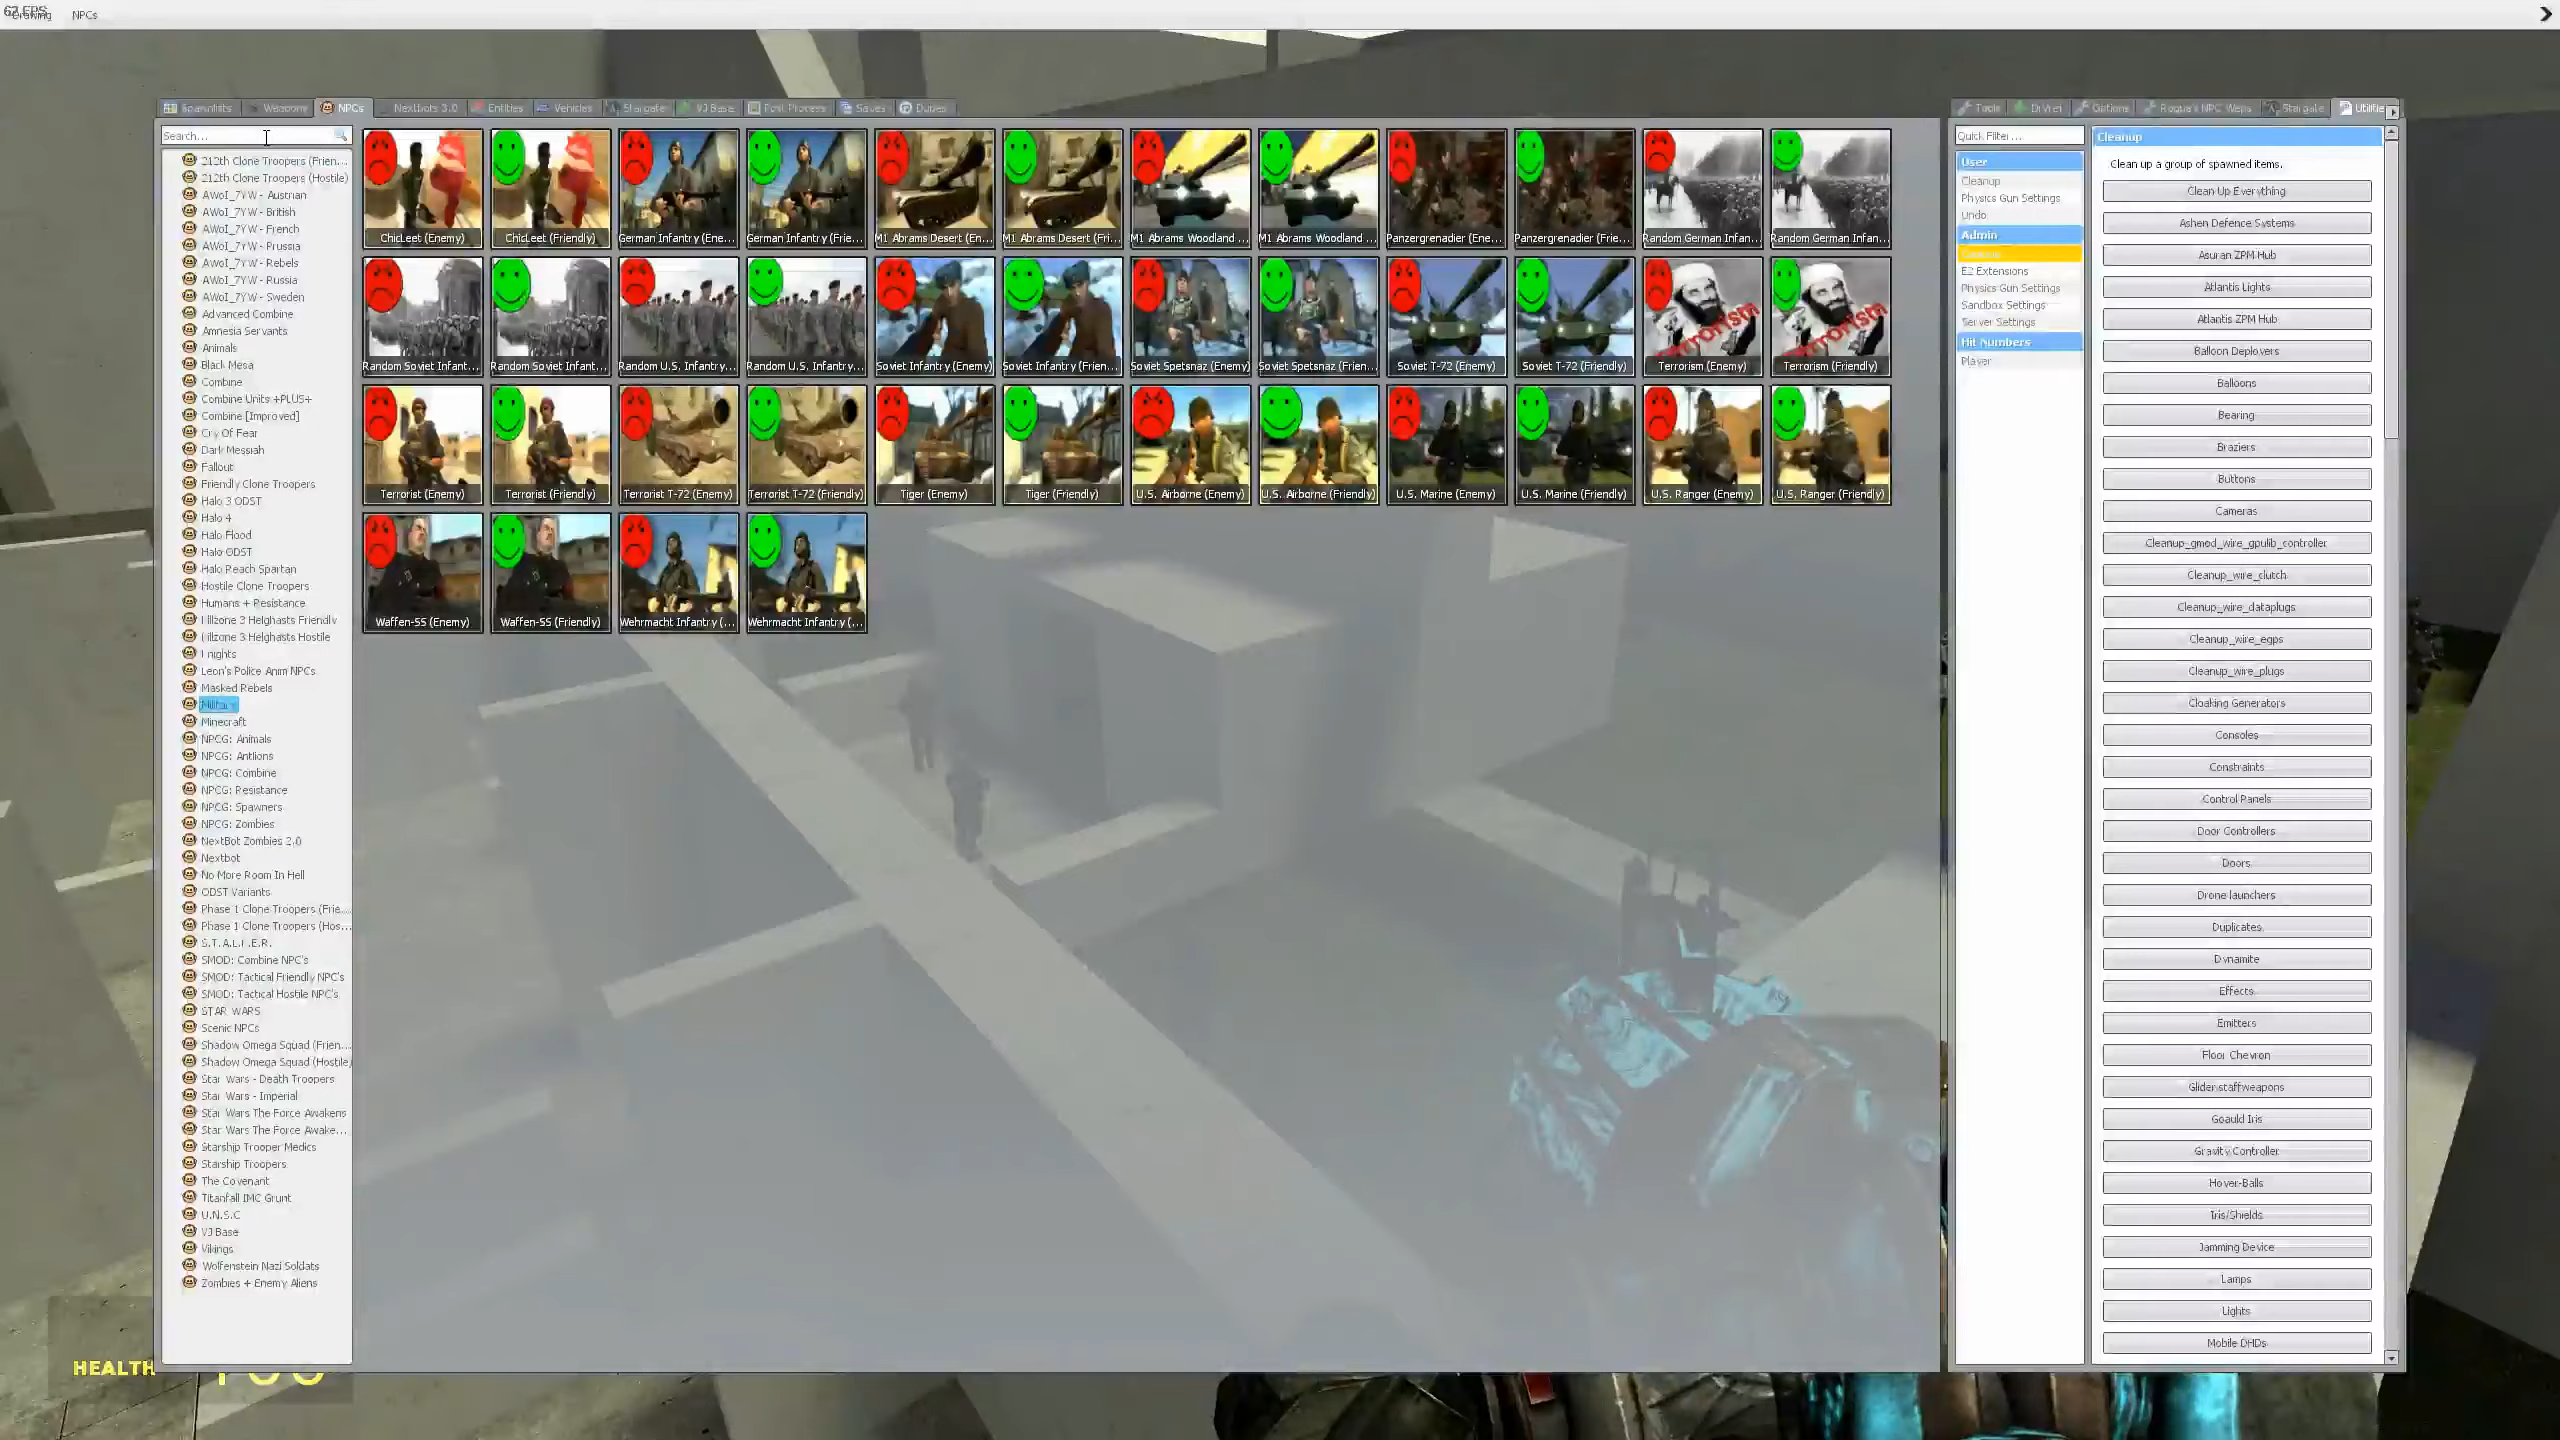 62 FPS
Drawing NPCs
Spawnlists Weapons NPCs Nextbots 3.0 Entities Vehicles Stargate VJ Base Post Process Saves Dupes
Search...
212th Clone Troopers (Frien...
212th Clone Troopers (Hostile)
AWoI_7YW - Austrian
AWoI_7YW - British
AWoI_7YW - French
AWoI_7YW - Prussia
AWoI_7YW - Rebels
AWoI_7YW - Russia
AWoI_7YW - Sweden
Advanced Combine
Amnesia Servants
Animals
Black Mesa
Combine
Combine Units +PLUS+
Combine [Improved]
Cry Of Fear
Dark Messiah
Fallout
Friendly Clone Troopers
Halo 3 ODST
Halo 4
Halo Flood
Halo ODST
Halo Reach Spartan
Hostile Clone Troopers
Humans + Resistance
Killzone 3 Helghasts Friendly
Killzone 3 Helghasts Hostile
Knights
Leon's Police Anim NPCs
Masked Rebels
Military
Minecraft
NPCG: Animals
NPCG: Antlions
NPCG: Combine
NPCG: Resistance
NPCG: Spawners
NPCG: Zombies
NextBot Zombies 2.0
Nextbot
No More Room In Hell
ODST Variants
Phase 1 Clone Troopers (Frie...
Phase 1 Clone Troopers (Hos...
S.T.A.L.K.E.R.
SMOD: Combine NPC's
SMOD: Tactical Friendly NPC's
SMOD: Tactical Hostile NPC's
STAR WARS
Scenic NPCs
Shadow Omega Squad (Frien...
Shadow Omega Squad (Hostile)
Star Wars - Death Troopers
Star Wars - Imperial
Star Wars The Force Awakens
Star Wars The Force Awake...
Starship Trooper Medics
Starship Troopers
The Covenant
Titanfall IMC Grunt
U.N.S.C
VJ Base
Vikings
Wolfenstein Nazi Soldats
Zombies + Enemy Aliens
ChicLeet (Enemy) ChicLeet (Friendly) German Infantry (Ene... German Infantry (Frie... M1 Abrams Desert (En... M1 Abrams Desert (Fri... M1 Abrams Woodland ... M1 Abrams Woodland ... Panzergrenadier (Ene... Panzergrenadier (Frie... Random German Infan... Random German Infan...
Random Soviet Infant... Random Soviet Infant... Random U.S. Infantry... Random U.S. Infantry... Soviet Infantry (Enemy) Soviet Infantry (Frien... Soviet Spetsnaz (Enemy) Soviet Spetsnaz (Frien... Soviet T-72 (Enemy) Soviet T-72 (Friendly) Terrorism (Enemy) Terrorism (Friendly)
Terrorism Terrorism
Terrorist (Enemy) Terrorist (Friendly) Terrorist T-72 (Enemy) Terrorist T-72 (Friendly) Tiger (Enemy) Tiger (Friendly) U.S. Airborne (Enemy) U.S. Airborne (Friendly) U.S. Marine (Enemy) U.S. Marine (Friendly) U.S. Ranger (Enemy) U.S. Ranger (Friendly)
Waffen-SS (Enemy) Waffen-SS (Friendly) Wehrmacht Infantry (... Wehrmacht Infantry (...
Tools DrVrej Options Rogue's NPC Weps Stargate Utilities
Quick Filter ...
User
Cleanup
Physics Gun Settings
Undo
Admin
Cleanup
E2 Extensions
Physics Gun Settings
Sandbox Settings
Server Settings
Hit Numbers
Player
Cleanup
Clean up a group of spawned items.
Clean Up Everything
Ashen Defence Systems
Asuran ZPM Hub
Atlantis Lights
Atlantis ZPM Hub
Balloon Deployers
Balloons
Bearing
Braziers
Buttons
Cameras
Cleanup_gmod_wire_gpulib_controller
Cleanup_wire_clutch
Cleanup_wire_dataplugs
Cleanup_wire_egps
Cleanup_wire_plugs
Cloaking Generators
Consoles
Constraints
Control Panels
Door Controllers
Doors
Drone launchers
Duplicates
Dynamite
Effects
Emitters
Floor Chevron
Glider staffweapons
Goauld Iris
Gravity Controller
Hover-Balls
Iris/Shields
Jamming Device
Lamps
Lights
Mobile DHDs
HEALTH 100